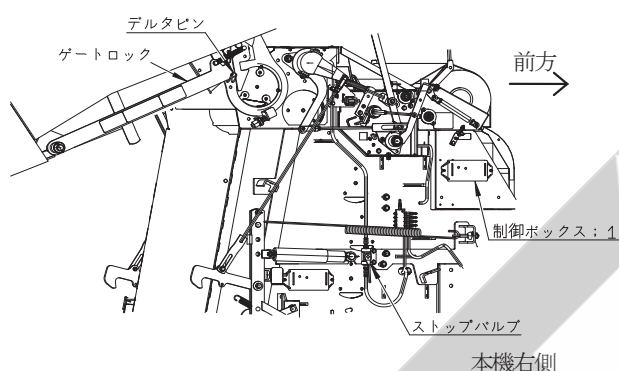 デルタピン
ゲートロック
前方
制御ボックス；1
ストップバルブ
本機右側